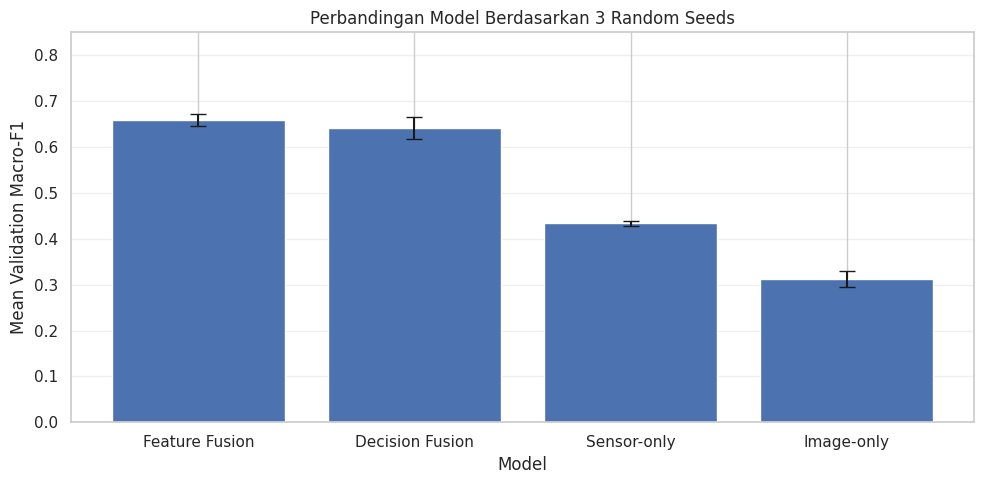 Perbandingan Model Berdasarkan 3 Random Seeds
Mean Validation Macro-F1
0.8
0.7
0.6
0.5
0.4
0.3
0.2
0.1
0.0
Feature Fusion
Decision Fusion
Sensor-only
Image-only
Model